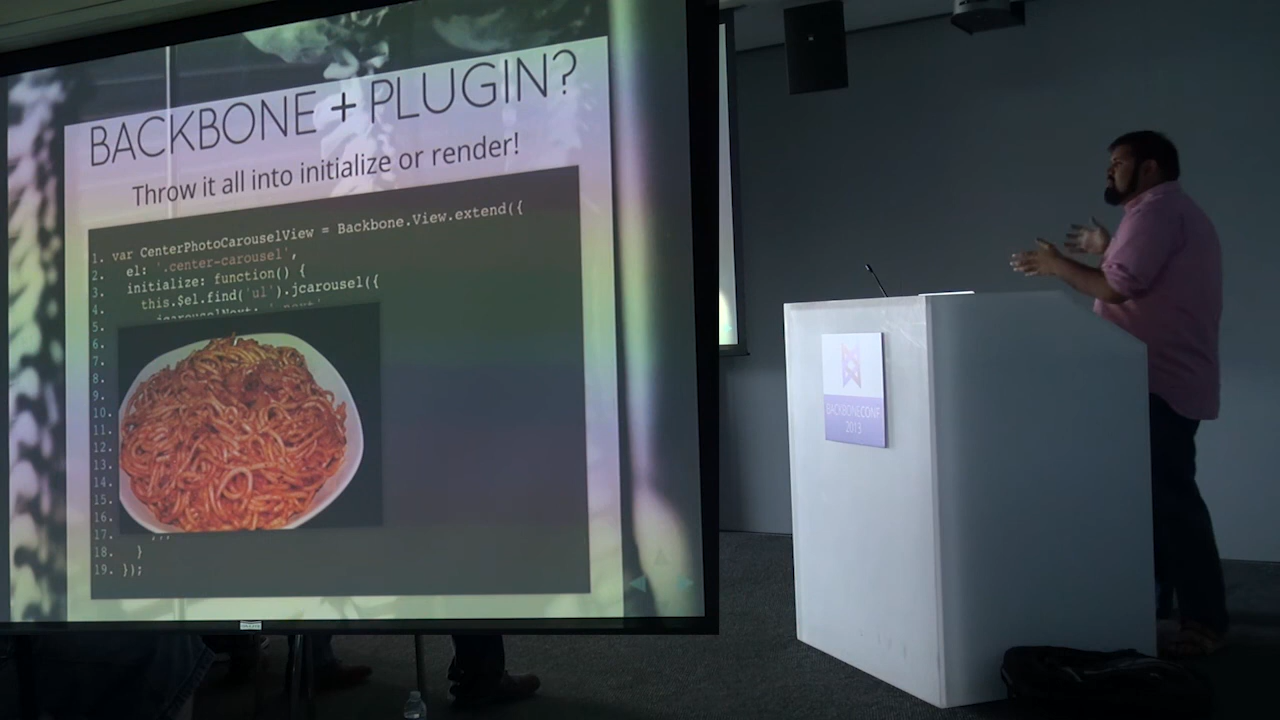 BACKBONE + PLUGIN?
Throw it all into initialize or render!
1. var CenterPhotoCarouselView = Backbone.View.extend({
2. el: '.center-carousel',
3. initialize: function() {
4. this.$el.find('ul').jcarousel({
5.
6.
7.
8.
9.
10.
11.
12.
13.
14.
15.
16.
17.
18. }
19. });
BACKBONECONF
2013